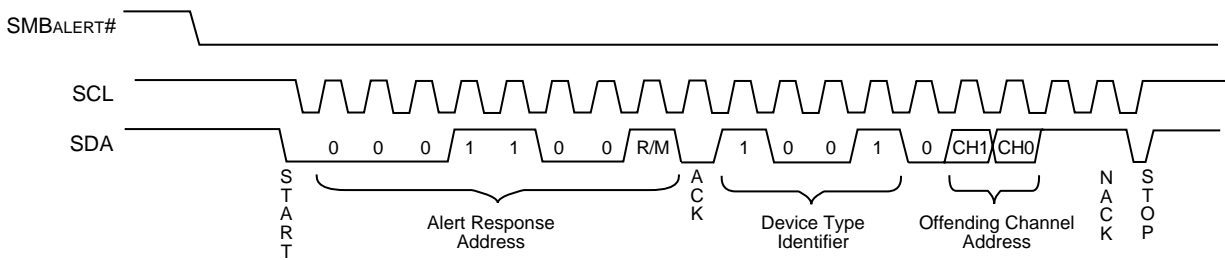 SMBALERT#
SCL
SDA
0 0 0 1 1 0 0 R/M 1 0 0 1 0 CH1 CH0
START
ACK
NACK
STOP
Alert Response
Address
Device Type
Identifier
Offending Channel
Address